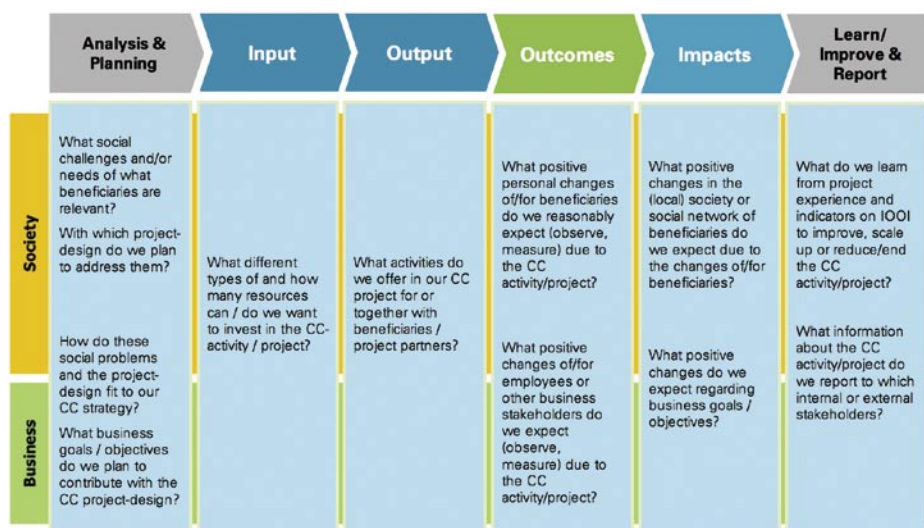 Analysis &
Planning
Input
Output
Outcomes
Impacts
Learn/
Improve &
Report
Society
Business
What social
challenges and/or
needs of what
beneficiaries are
relevant?
With which project-
design do we plan
to address them?
How do these
social problems
and the project-
design fit to our
CC strategy?
What business
goals / objectives
do we plan to
contribute with the
CC project-design?
What different
types of and how
many resources
can / do we want
to invest in the CC-
activity / project?
What activities do
we offer in our CC
project for or
together with
beneficiaries /
project partners?
What positive
personal changes
of/for beneficiaries
do we reasonably
expect (observe,
measure) due to
the CC
activity/project?
What positive
changes of/for
employees or
other business
stakeholders do
we expect
(observe,
measure) due to
the CC
activity/project?
What positive
changes in the
(local) society or
social network of
beneficiaries do
we expect due to
the changes of/for
beneficiaries?
What positive
changes do we
expect regarding
business goals /
objectives?
What do we learn
from project
experience and
indicators on IOOI
to improve, scale
up or reduce/end
the CC
activity/project?
What information
about the CC
activity/project do
we report to which
internal or external
stakeholders?